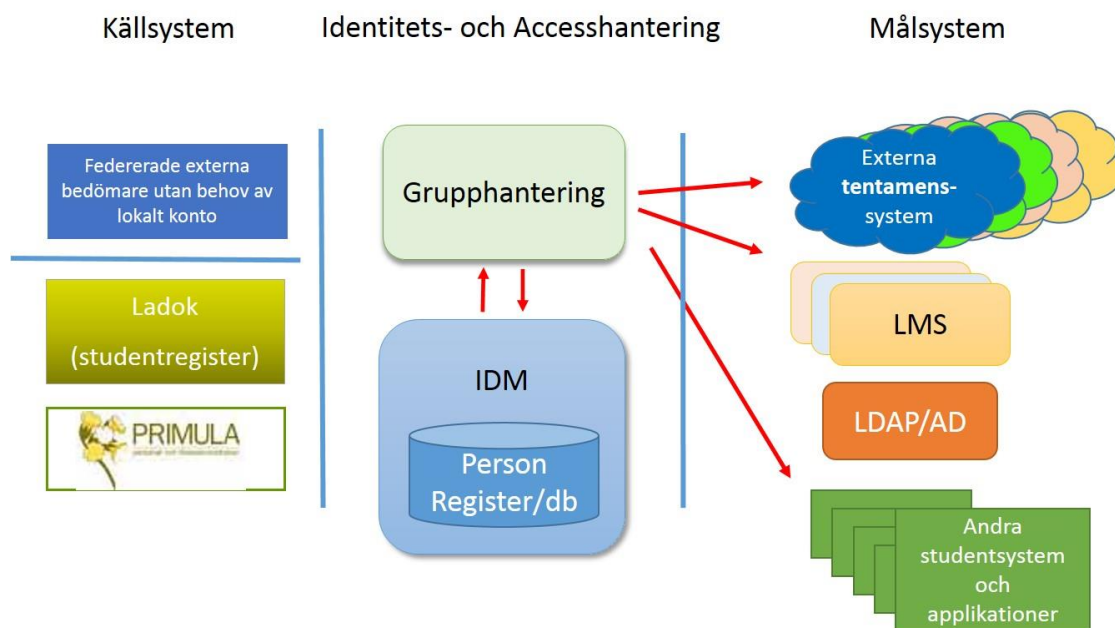 Källsystem
Identitets- och Accesshantering
Målsystem
Federerade externa
bedömare utan behov av
lokalt konto
Ladok
(studentregister)
PRIMULA
Grupphantering
IDM
Person
Register/db
Externa
tentamens-
system
LMS
LDAP/AD
Andra
studentsystem
och
applikationer